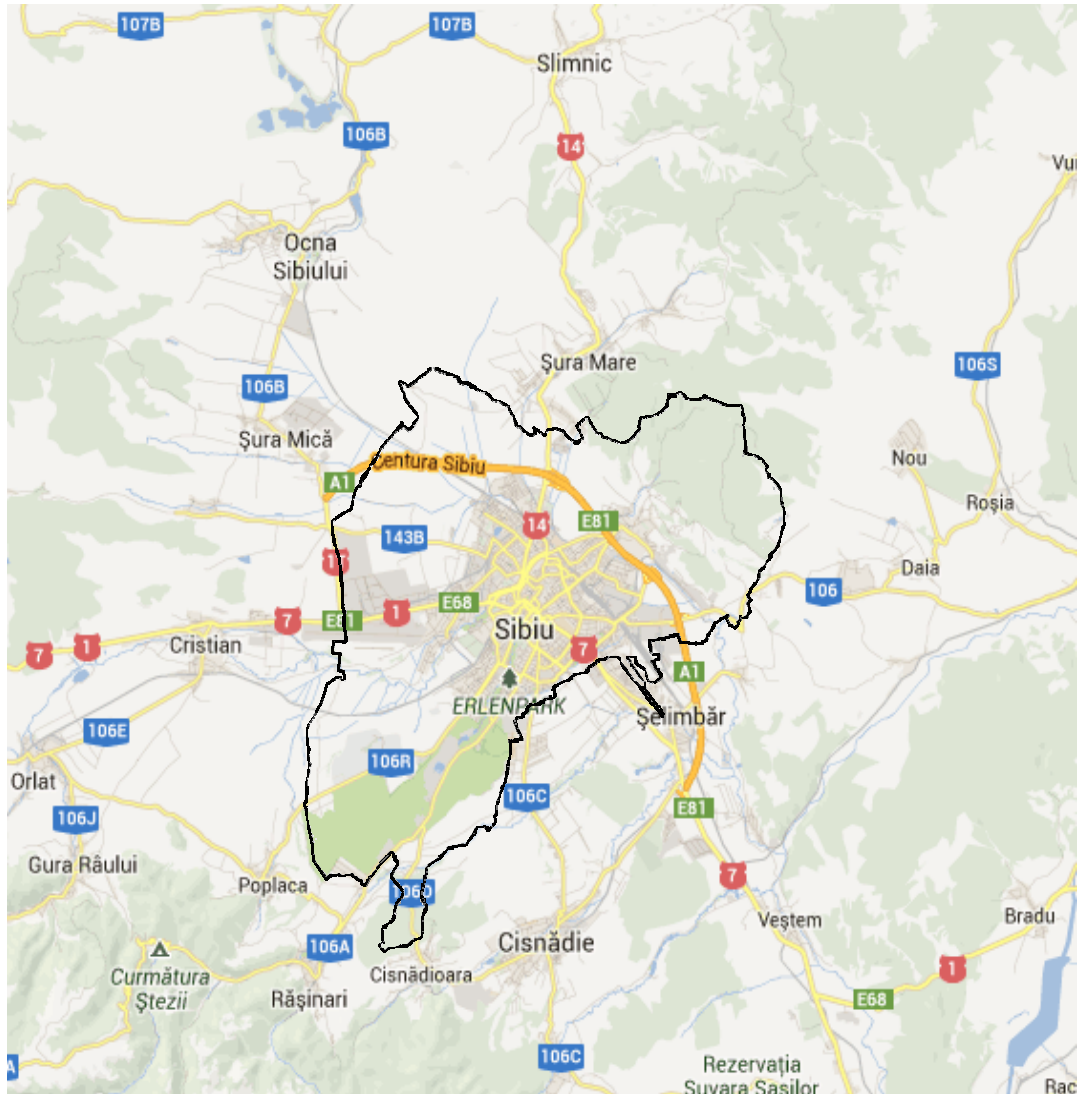 107B
107B
Slimnic
106B
14
Vui
Ocna
Sibiului
Şura Mare
106S
106B
Şura Mică
Centura Sibiu
Nou
A1
Roşia
14
E81
143B
Daia
106
E68
1
7
E81
Sibiu
Cristian
7
1
7
A1
ERLENPARK
Şelimbăr
106E
106R
Orlat
106C
E81
106J
Gura Râului
7
Poplaca
106D
Bradu
Veştem
106A
Cisnădie
1
Curmătura
Ştezii
Cisnădioara
Răşinari
E68
106C
A
Rezervaţia
Suvara Saşilor
Rac